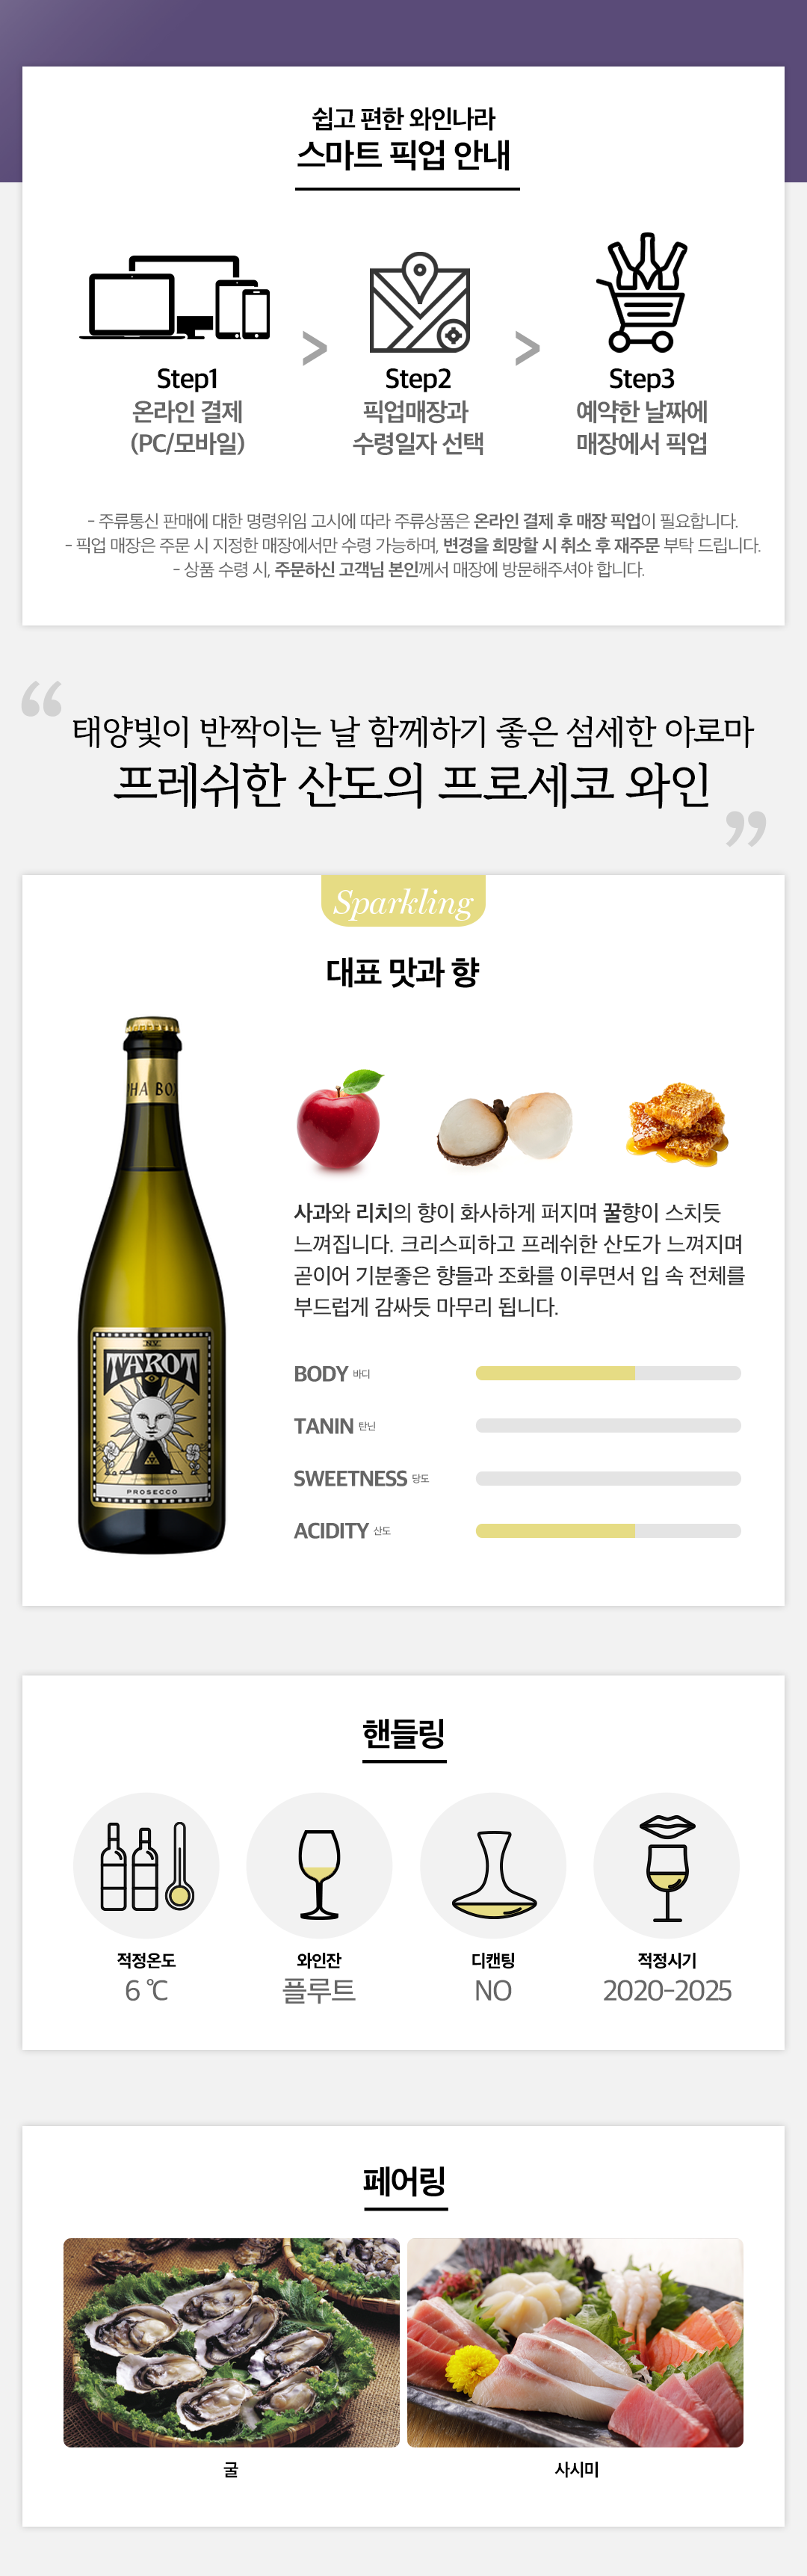 쉽고 편한 와인나라
스마트 픽업 안내
Step1
온라인 결제
(PC/모바일)
>
Step2
픽업매장과
수령일자 선택
>
Step3
예약한 날짜에
매장에서 픽업
- 주류통신 판매에 대한 명령위임 고시에 따라 주류상품은 온라인 결제 후 매장 픽업이 필요합니다.
- 픽업 매장은 주문 시 지정한 매장에서만 수령 가능하며, 변경을 희망할 시 취소 후 재주문 부탁 드립니다.
- 상품 수령 시, 주문하신 고객님 본인께서 매장에 방문해주셔야 합니다.
“ 태양빛이 반짝이는 날 함께하기 좋은 섬세한 아로마
프레쉬한 산도의 프로세코 와인 ”
Sparkling
대표 맛과 향
HA BO
N.V.
TAROT
PROSECCO
사과와 리치의 향이 화사하게 퍼지며 꿀향이 스치듯
느껴집니다. 크리스피하고 프레쉬한 산도가 느껴지며
곧이어 기분좋은 향들과 조화를 이루면서 입 속 전체를
부드럽게 감싸듯 마무리 됩니다.
BODY 바디
TANIN 탄닌
SWEETNESS 당도
ACIDITY 산도
핸들링
적정온도
6 ℃
와인잔
플루트
디캔팅
NO
적정시기
2020-2025
페어링
굴
사시미